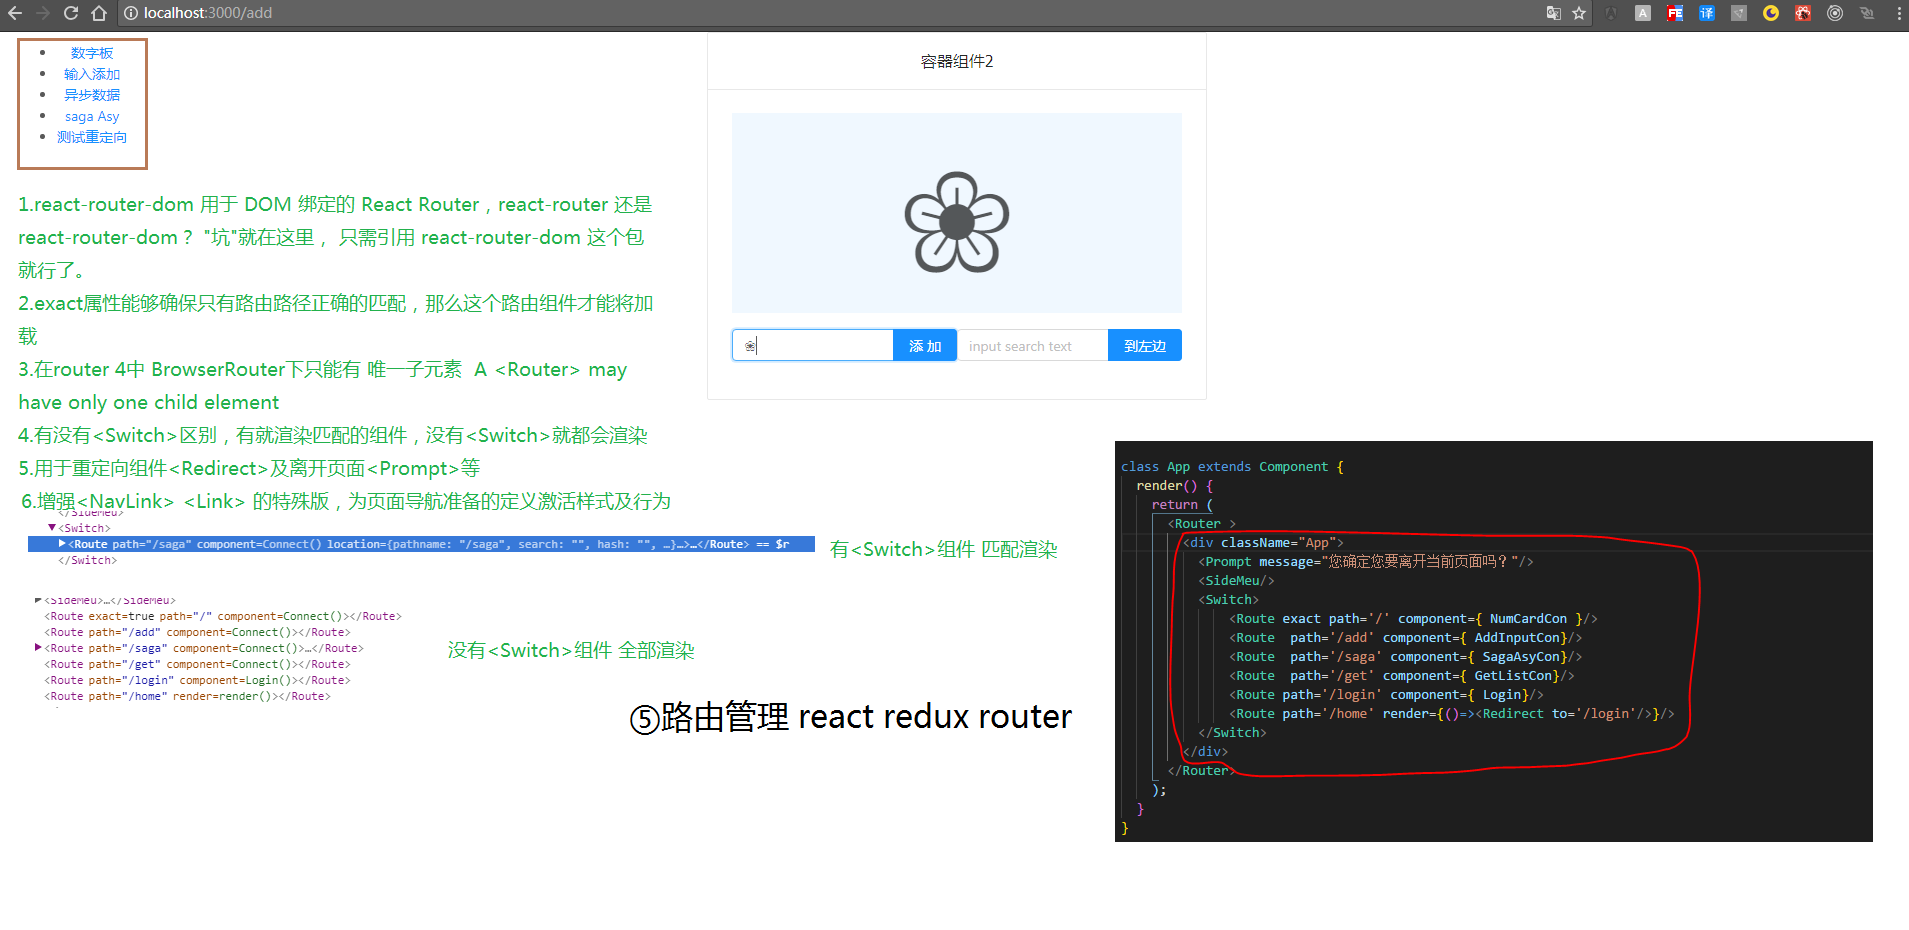 localhost:3000/add
数字板
输入添加
异步数据
saga Asy
测试重定向
容器组件2
❀
添 加
input search text
到左边
1.react-router-dom 用于 DOM 绑定的 React Router，react-router 还是
react-router-dom？ "坑"就在这里， 只需引用 react-router-dom 这个包
就行了。
2.exact属性能够确保只有路由路径正确的匹配，那么这个路由组件才能将加
载
3.在router 4中 BrowserRouter下只能有 唯一子元素  A <Router> may
have only one child element
4.有没有<Switch>区别，有就渲染匹配的组件，没有<Switch>就都会渲染
5.用于重定向组件<Redirect>及离开页面<Prompt>等
6.增强<NavLink> <Link> 的特殊版，为页面导航准备的定义激活样式及行为
</SideMeu>
▼<Switch>
▶<Route path="/saga" component=Connect() location={pathname: "/saga", search: "", hash: "", …}…>…</Route> == $r
</Switch>
有<Switch>组件 匹配渲染
▶<SideMeu>…</SideMeu>
<Route exact=true path="/" component=Connect()></Route>
<Route path="/add" component=Connect()></Route>
▶<Route path="/saga" component=Connect()>…</Route>
<Route path="/get" component=Connect()></Route>
<Route path="/login" component=Login()></Route>
<Route path="/home" render=render()></Route>
没有<Switch>组件 全部渲染
⑤路由管理 react redux router
class App extends Component {
render() {
return (
<Router >
<div className="App">
<Prompt message="您确定您要离开当前页面吗？"/>
<SideMeu/>
<Switch>
<Route exact path='/' component={ NumCardCon }/>
<Route  path='/add' component={ AddInputCon}/>
<Route  path='/saga' component={ SagaAsyCon}/>
<Route  path='/get' component={ GetListCon}/>
<Route path='/login' component={ Login}/>
<Route path='/home' render={()=><Redirect to='/login'/>}/>
</Switch>
</div>
</Router>
);
}
}